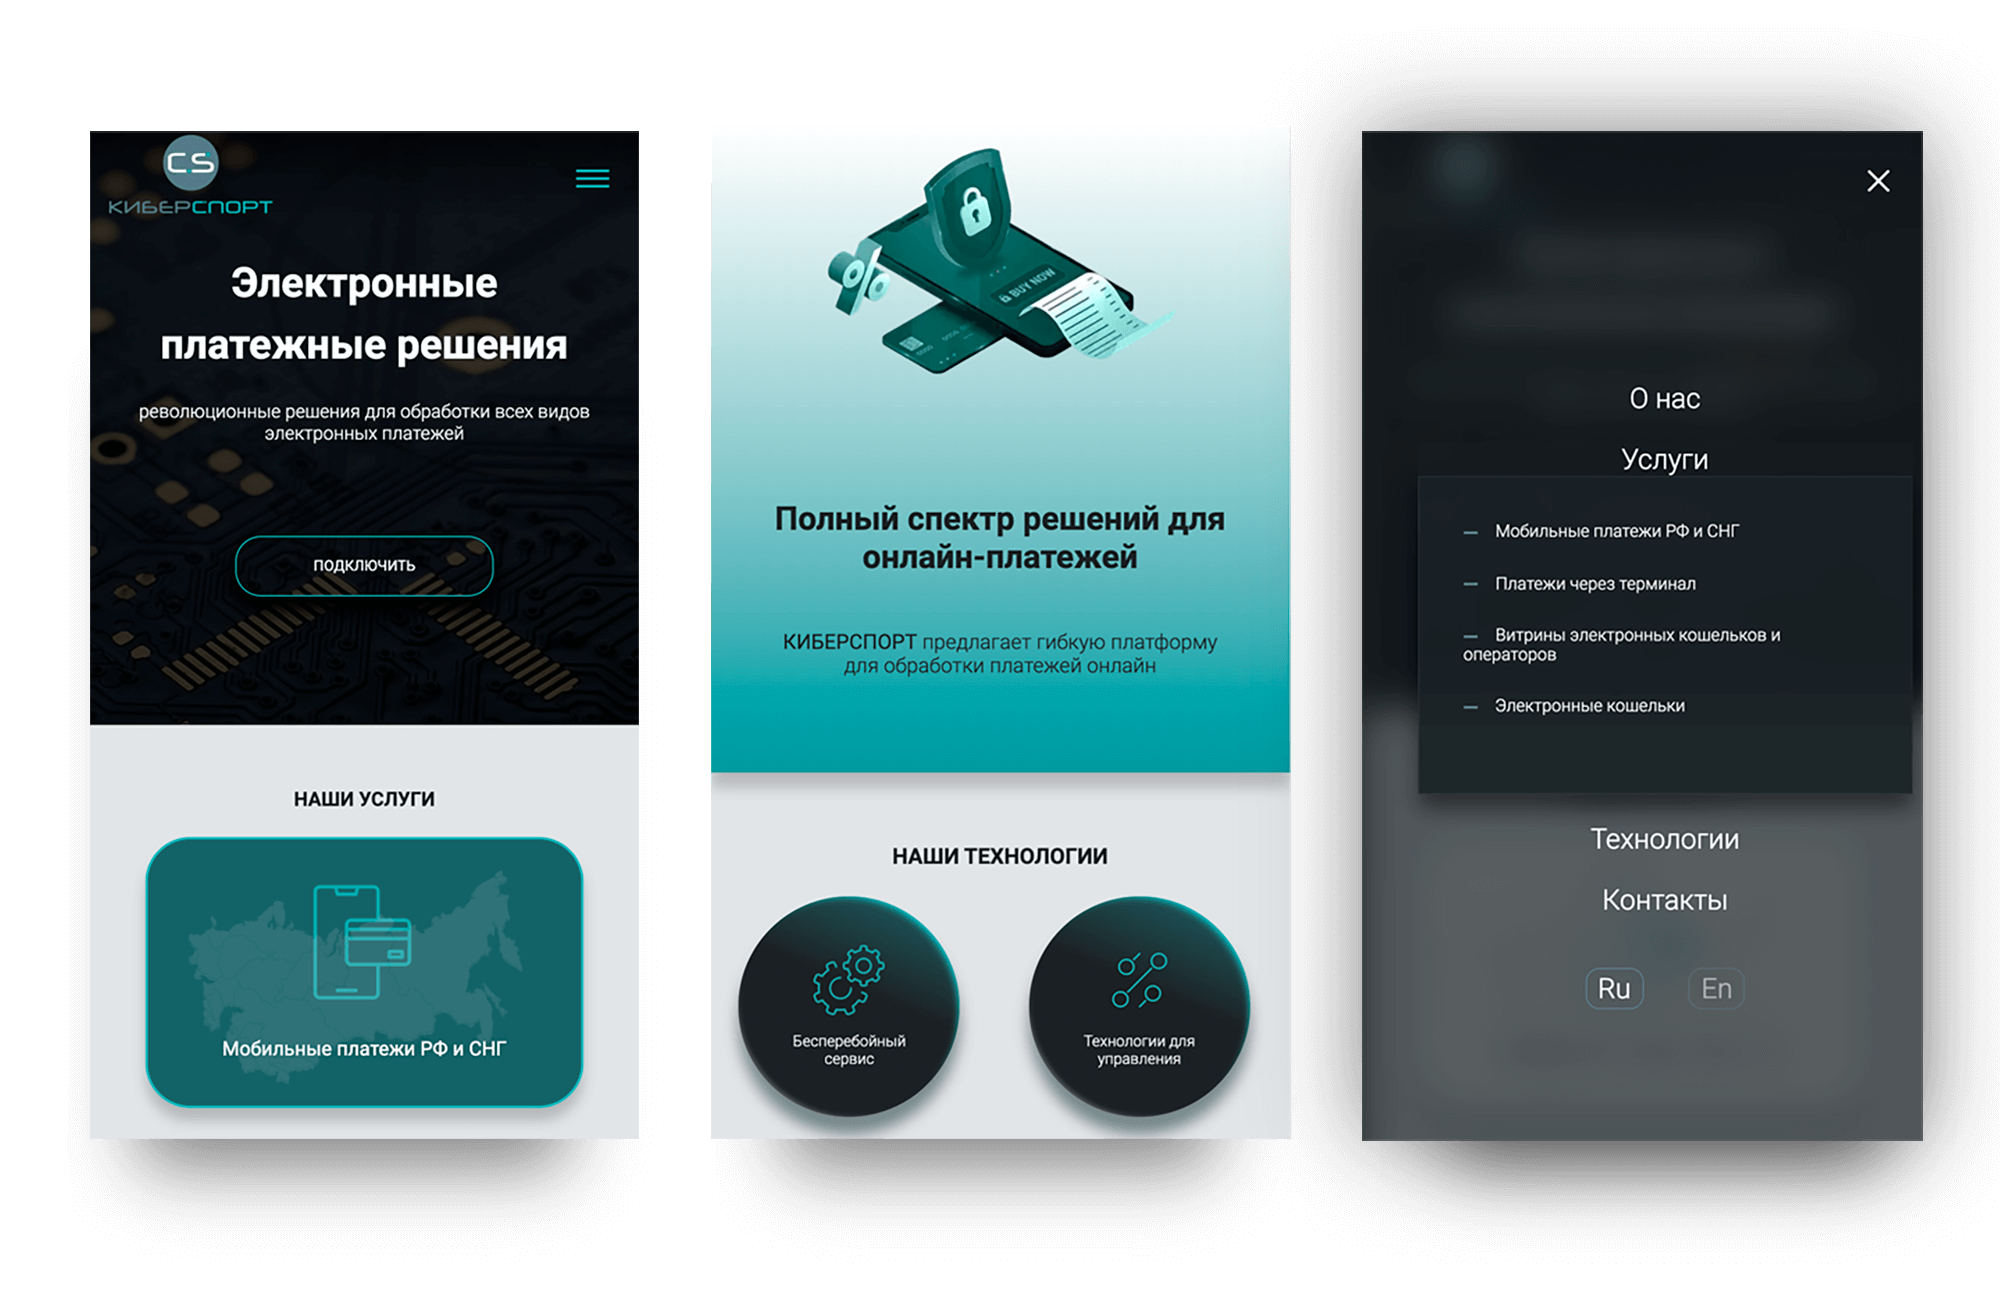 CS
КИБЕРСПОРТ
Электронные
платежные решения
революционные решения для обработки всех видов
электронных платежей
подключить
НАШИ УСЛУГИ
Мобильные платежи РФ и СНГ
BUY NOW
Полный спектр решений для
онлайн-платежей
КИБЕРСПОРТ предлагает гибкую платформу
для обработки платежей онлайн
НАШИ ТЕХНОЛОГИИ
Бесперебойный
сервис
Технологии для
управления
О нас
Услуги
— Мобильные платежи РФ и СНГ
— Платежи через терминал
— Витрины электронных кошельков и
операторов
— Электронные кошельки
Технологии
Контакты
Ru
En